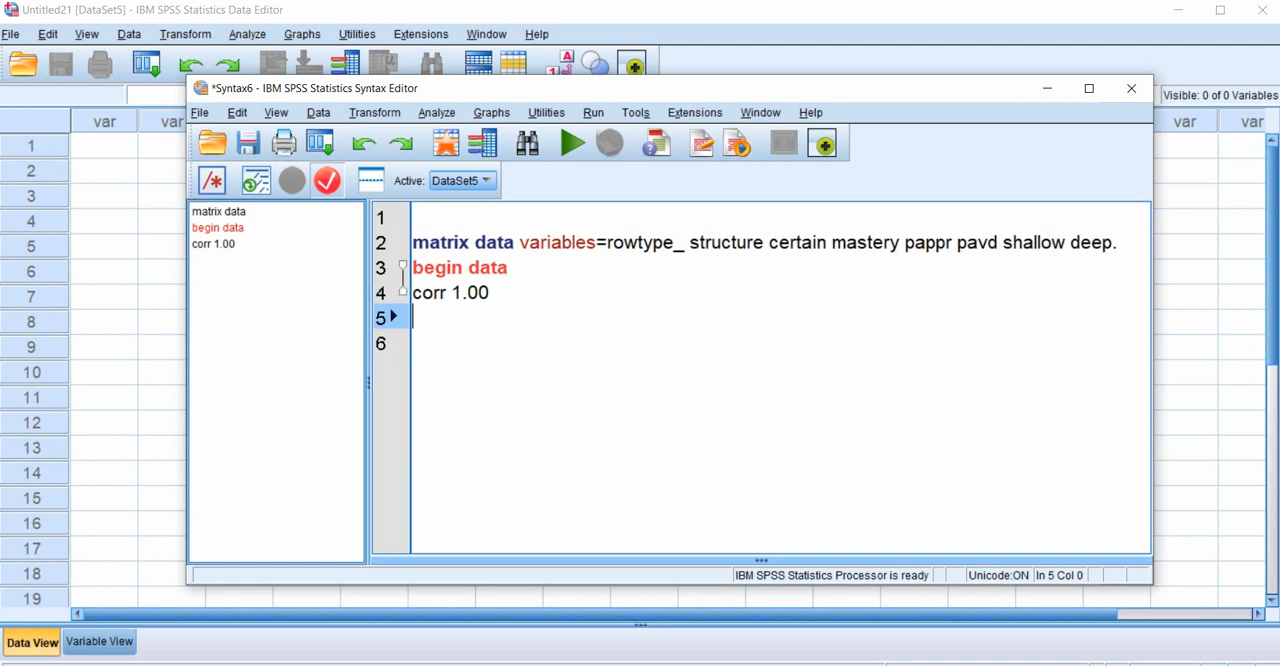 Untitled21 [DataSet5] - IBM SPSS Statistics Data Editor
File Edit View Data Transform Analyze Graphs Utilities Extensions Window Help
*Syntax6 - IBM SPSS Statistics Syntax Editor
Visible: 0 of 0 Variables
File Edit View Data Transform Analyze Graphs Utilities Run Tools Extensions Window Help
var var var var
Active: DataSet5
matrix data
begin data
corr 1.00
1
2 matrix data variables=rowtype_ structure certain mastery pappr pavd shallow deep.
3 begin data
4 corr 1.00
5
6
1
2
3
4
5
6
7
8
9
10
11
12
13
14
15
16
17
18
19
IBM SPSS Statistics Processor is ready Unicode:ON In 5 Col 0
Data View Variable View